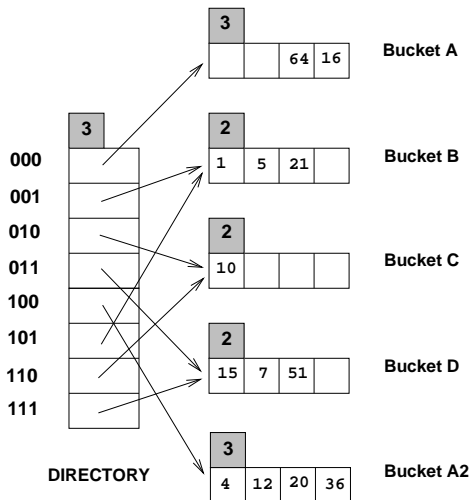 3
64 16 Bucket A
3
2
000
1 5 21 Bucket B
001
010
2
10 Bucket C
011
100
101
2
15 7 51 Bucket D
110
111
3
DIRECTORY
4 12 20 36 Bucket A2